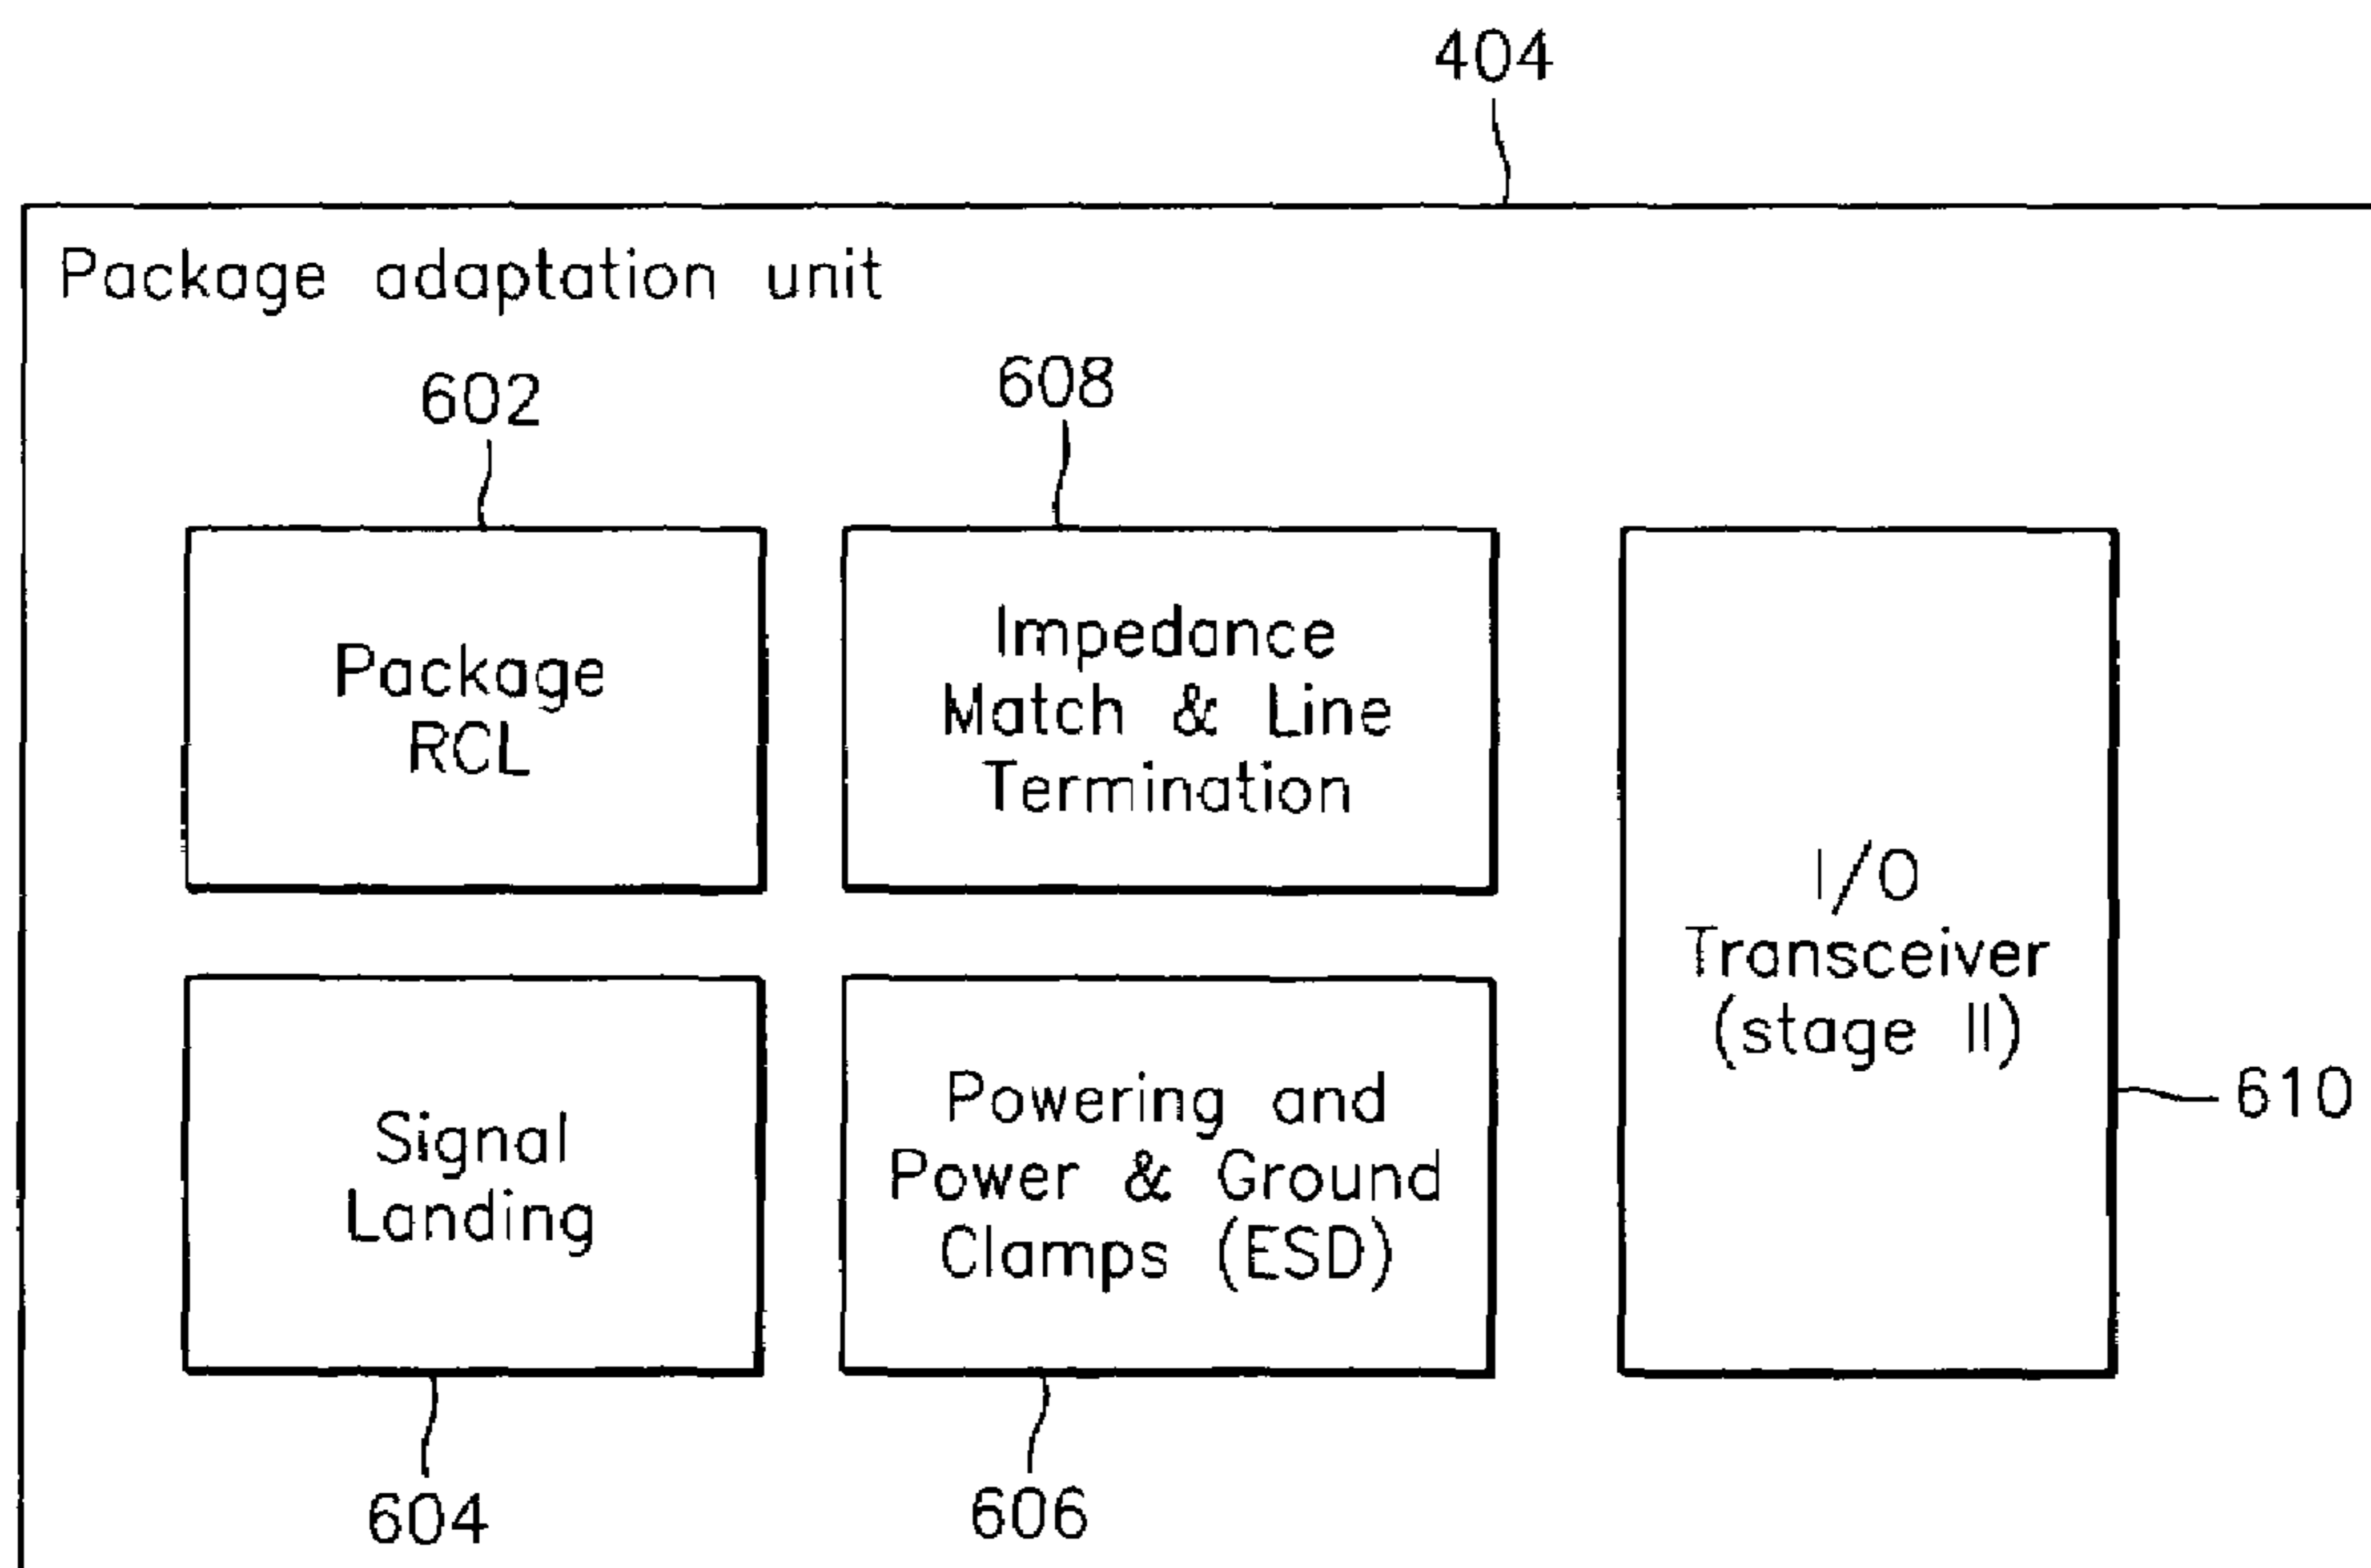 404
Package adaptation unit
602
608
Package
RCL
Impedance
Match & Line
Termination
I/O
Transceiver
(stage II)
610
Signal
Landing
Powering and
Power & Ground
Clamps (ESD)
604
606